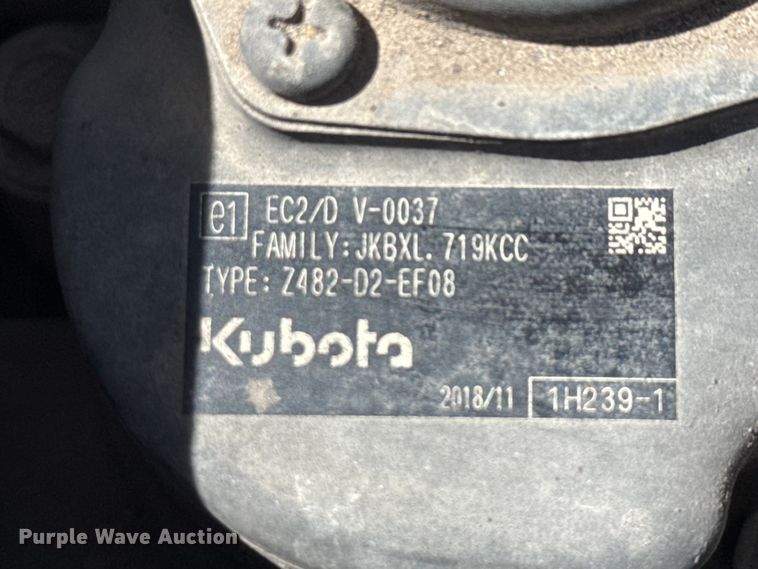 e1 EC2/D V-0037
FAMILY:JKBXL.719KCC
TYPE: Z482-D2-EF08
Kubota
2018/11 1H239-1
Purple Wave Auction